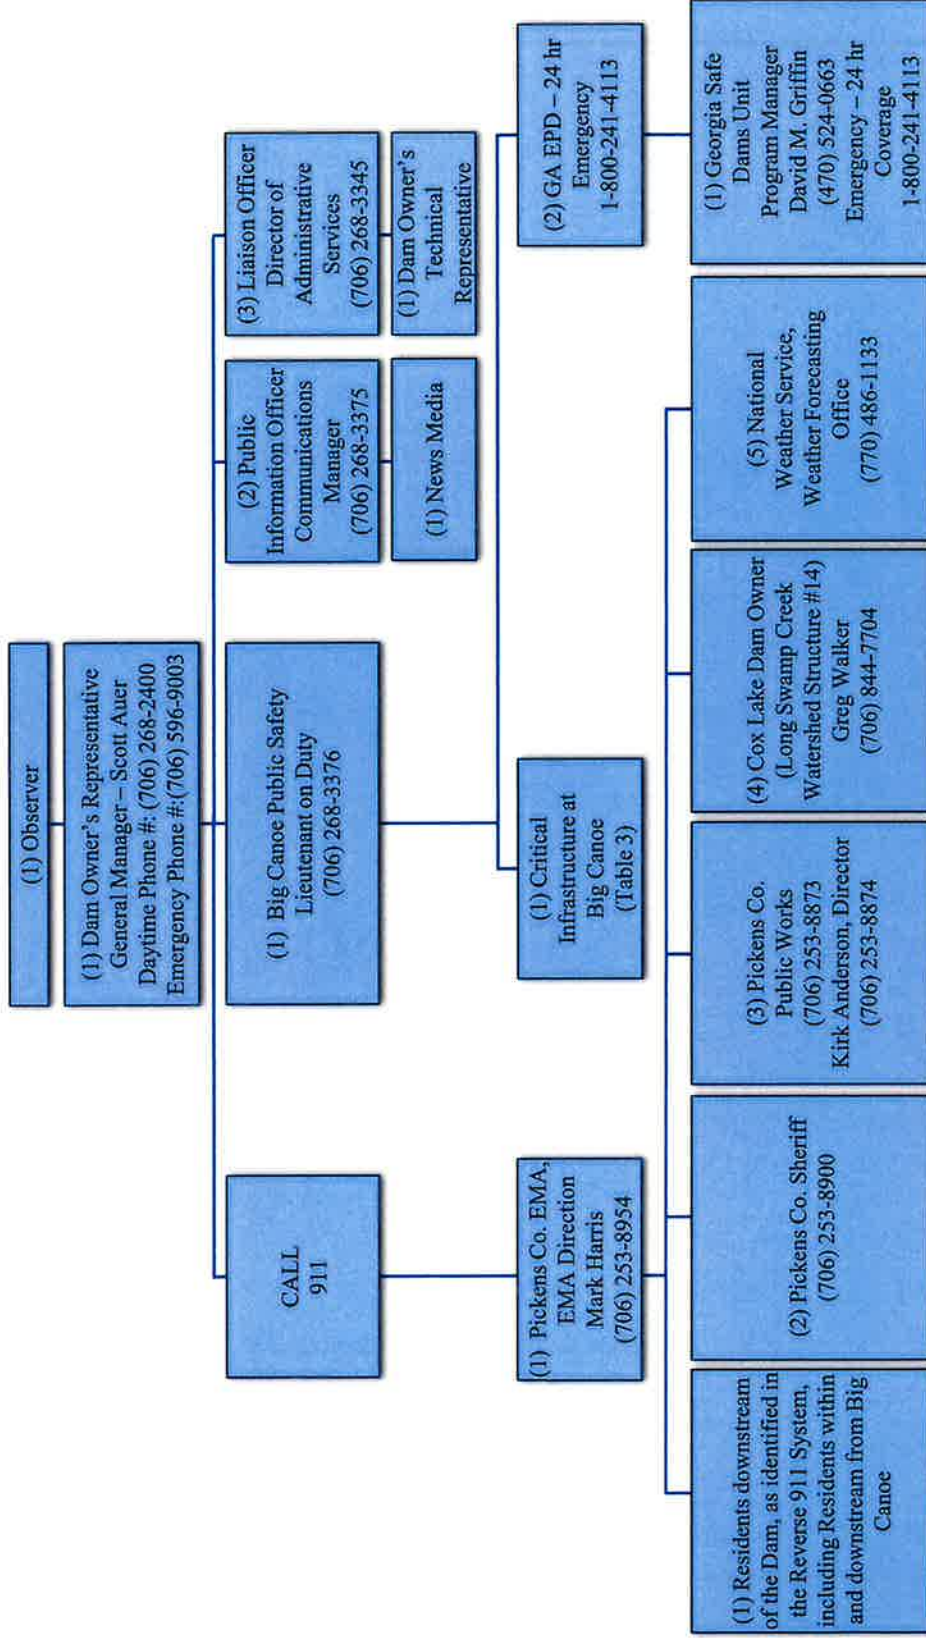 (1) Observer
(1) Dam Owner's Representative
General Manager – Scott Auer
Daytime Phone #: (706) 268-2400
Emergency Phone #:(706) 596-9003
CALL
911
(1) Big Canoe Public Safety
Lieutenant on Duty
(706) 268-3376
(2) Public
Information Officer
Communications
Manager
(706) 268-3375
(3) Liaison Officer
Director of
Administrative
Services
(706) 268-3345
(1) News Media
(1) Dam Owner's
Technical
Representative
(1) Pickens Co. EMA,
EMA Direction
Mark Harris
(706) 253-8954
(1) Critical
Infrastructure at
Big Canoe
(Table 3)
(2) GA EPD – 24 hr
Emergency
1-800-241-4113
(1) Residents downstream
of the Dam, as identified in
the Reverse 911 System,
including Residents within
and downstream from Big
Canoe
(2) Pickens Co. Sheriff
(706) 253-8900
(3) Pickens Co.
Public Works
(706) 253-8873
Kirk Anderson, Director
(706) 253-8874
(4) Cox Lake Dam Owner
(Long Swamp Creek
Watershed Structure #14)
Greg Walker
(706) 844-7704
(5) National
Weather Service,
Weather Forecasting
Office
(770) 486-1133
(1) Georgia Safe
Dams Unit
Program Manager
David M. Griffin
(470) 524-0663
Emergency – 24 hr
Coverage
1-800-241-4113